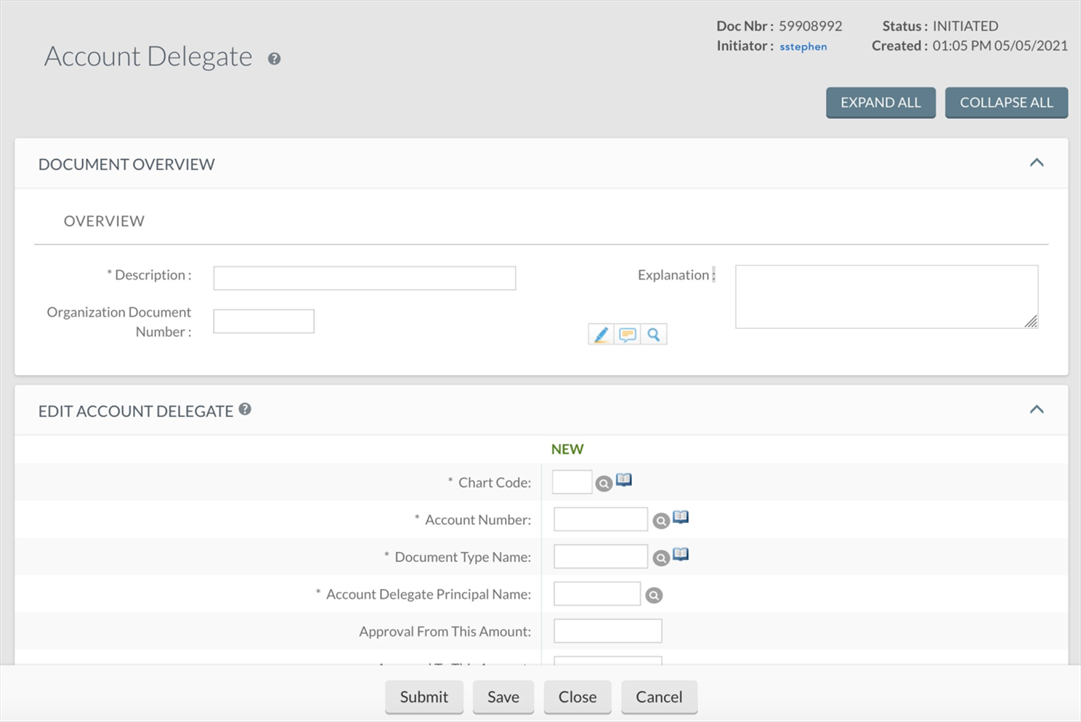 Doc Nbr : 59908992 Status : INITIATED
Initiator : sstephen Created : 01:05 PM 05/05/2021
Account Delegate
EXPAND ALL COLLAPSE ALL
DOCUMENT OVERVIEW
OVERVIEW
* Description :
Explanation :
Organization Document
Number :
EDIT ACCOUNT DELEGATE
NEW
* Chart Code:
* Account Number:
* Document Type Name:
* Account Delegate Principal Name:
Approval From This Amount:
Submit Save Close Cancel